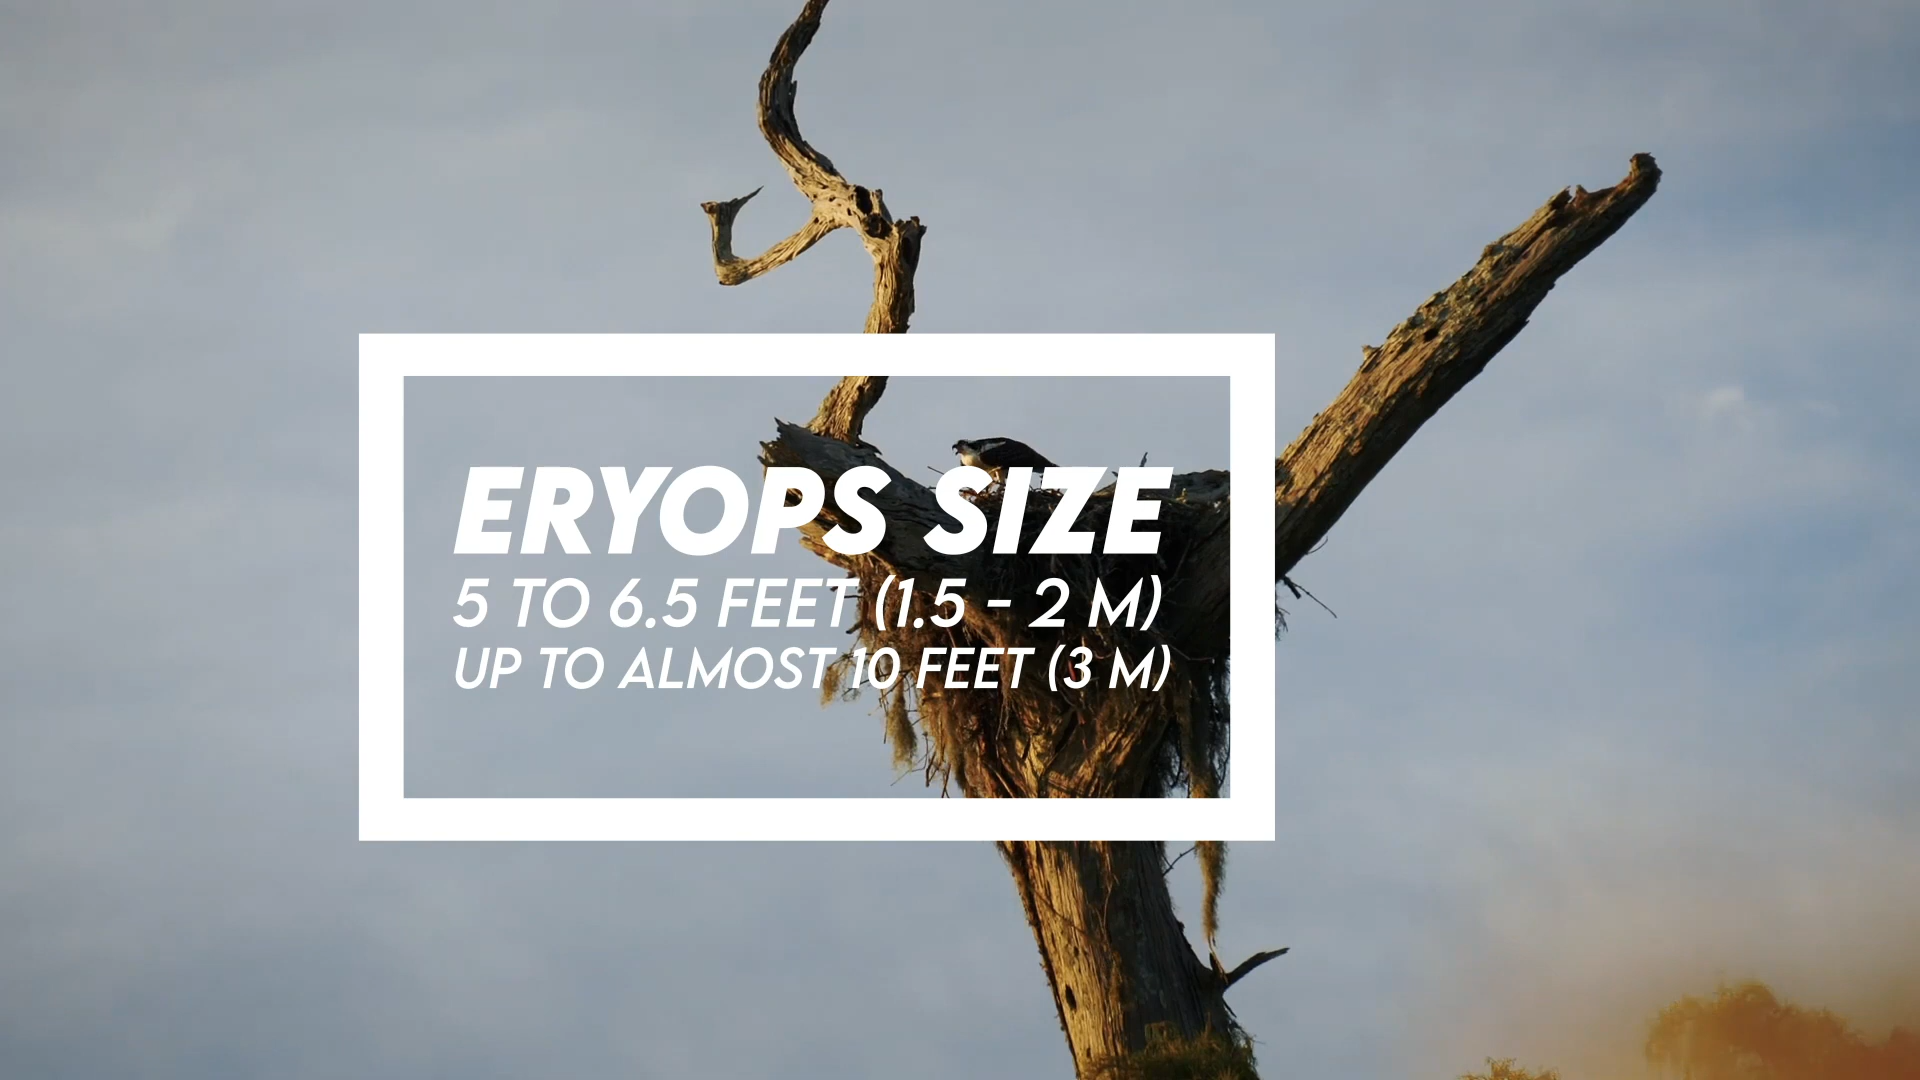 ERYOPS SIZE
5 TO 6.5 FEET (1.5 - 2 M)
UP TO ALMOST 10 FEET (3 M)